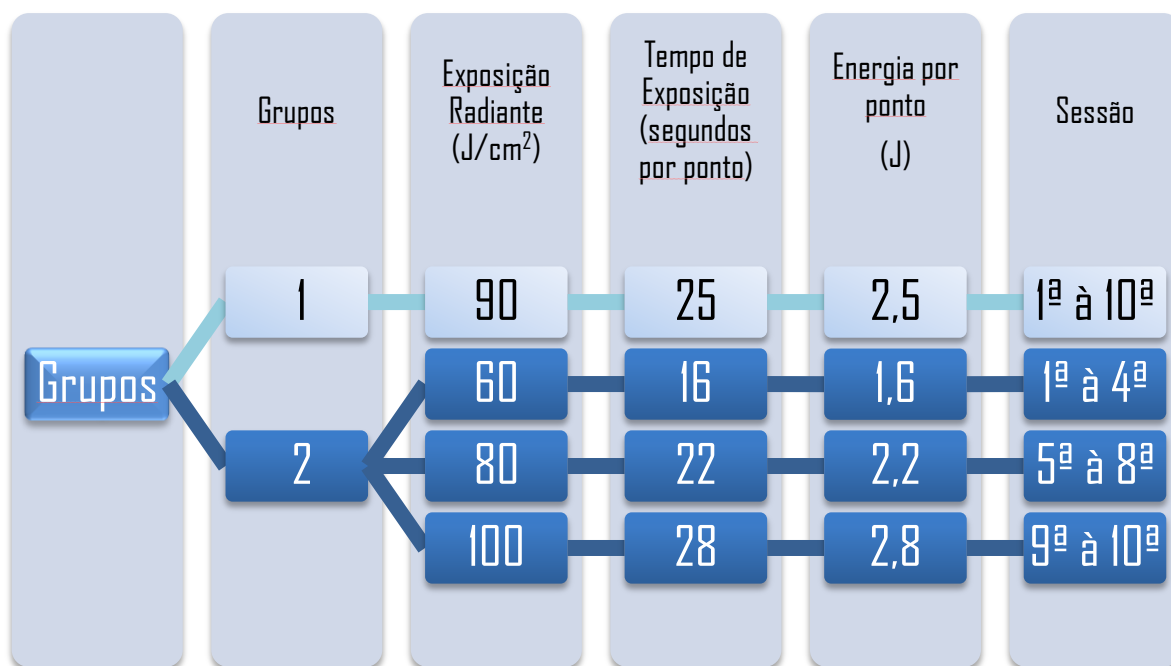 Grupos
Exposição
Radiante
(J/cm²)
Tempo de
Exposição
(segundos
por ponto)
Energia por
ponto
(J)
Sessão
Grupos
1
90
25
2,5
1ª à 10ª
2
60
16
1,6
1ª à 4ª
80
22
2,2
5ª à 8ª
100
28
2,8
9ª à 10ª